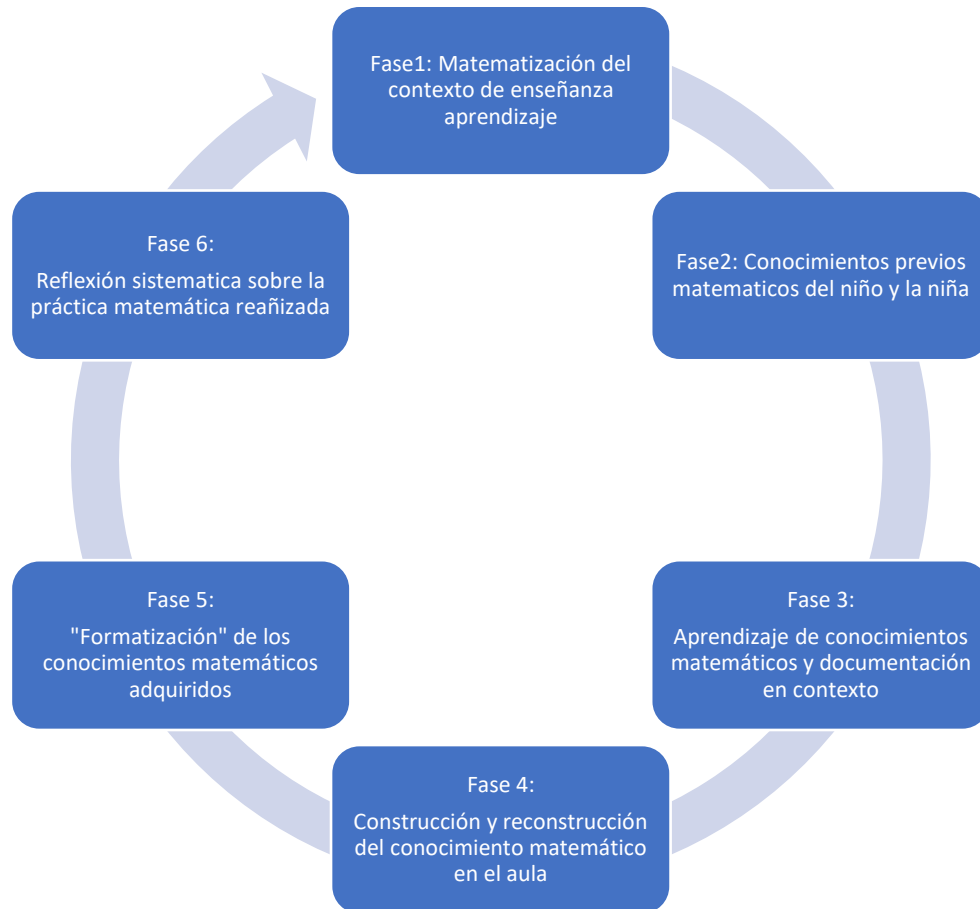 Fase1: Matematización del
contexto de enseñanza
aprendizaje
Fase2: Conocimientos previos
matematicos del niño y la niña
Fase 3:
Aprendizaje de conocimientos
matemáticos y documentación
en contexto
Fase 4:
Construcción y reconstrucción
del conocimiento matemático
en el aula
Fase 5:
"Formatización" de los
conocimientos matemáticos
adquiridos
Fase 6:
Reflexión sistematica sobre la
práctica matemática reañizada